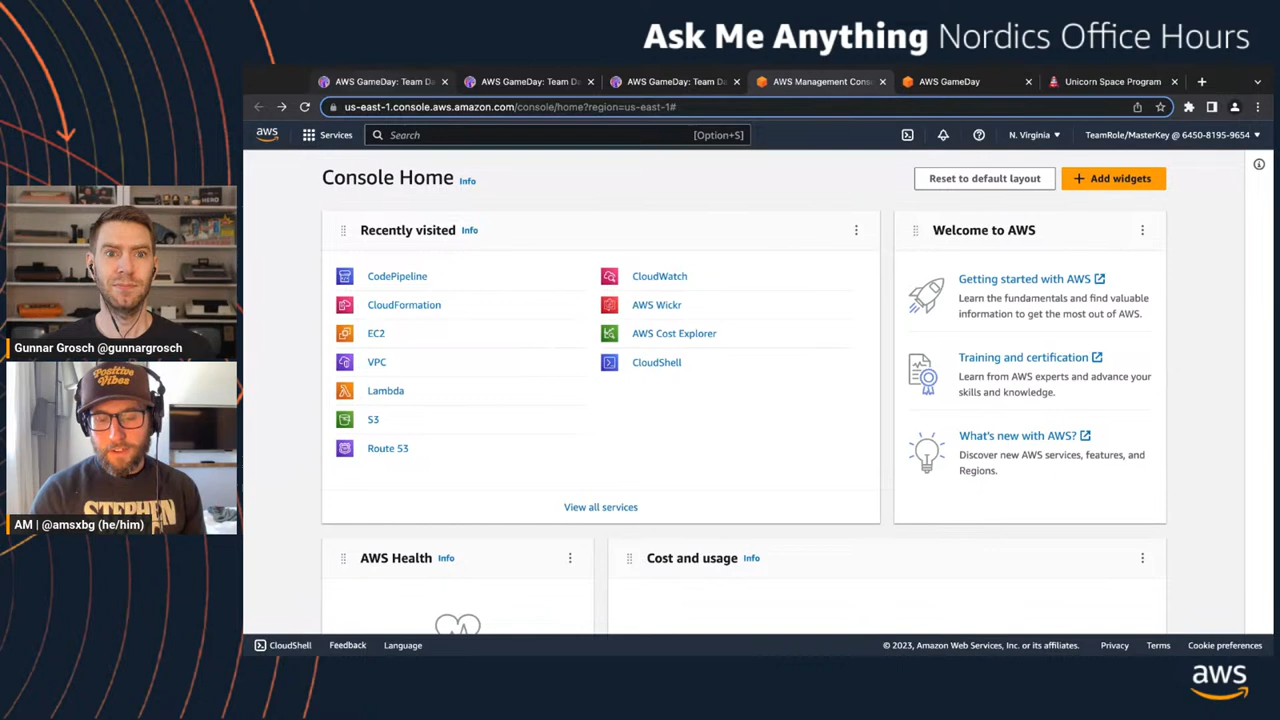 Ask Me Anything Nordics Office Hours
AWS GameDay: Team Da
AWS GameDay: Team Da
AWS GameDay: Team Da
AWS Management Cons
AWS GameDay
Unicorn Space Program
us-east-1.console.aws.amazon.com/console/home?region=us-east-1#
aws
Services
Search
[Option+S]
N. Virginia
TeamRole/MasterKey @ 6450-8195-9654
Console Home Info
Reset to default layout
+ Add widgets
Recently visited Info
CodePipeline
CloudFormation
EC2
VPC
Lambda
S3
Route 53
CloudWatch
AWS Wickr
AWS Cost Explorer
CloudShell
View all services
Welcome to AWS
Getting started with AWS
Learn the fundamentals and find valuable
information to get the most out of AWS.
Training and certification
Learn from AWS experts and advance your
skills and knowledge.
What's new with AWS?
Discover new AWS services, features, and
Regions.
AWS Health Info
Cost and usage Info
CloudShell
Feedback
Language
© 2023, Amazon Web Services, Inc. or its affiliates.
Privacy
Terms
Cookie preferences
HERO
Gunnar Grosch @gunnargrosch
Positive
Vibes
STEPHEN
AM | @amsxbg (he/him)
aws